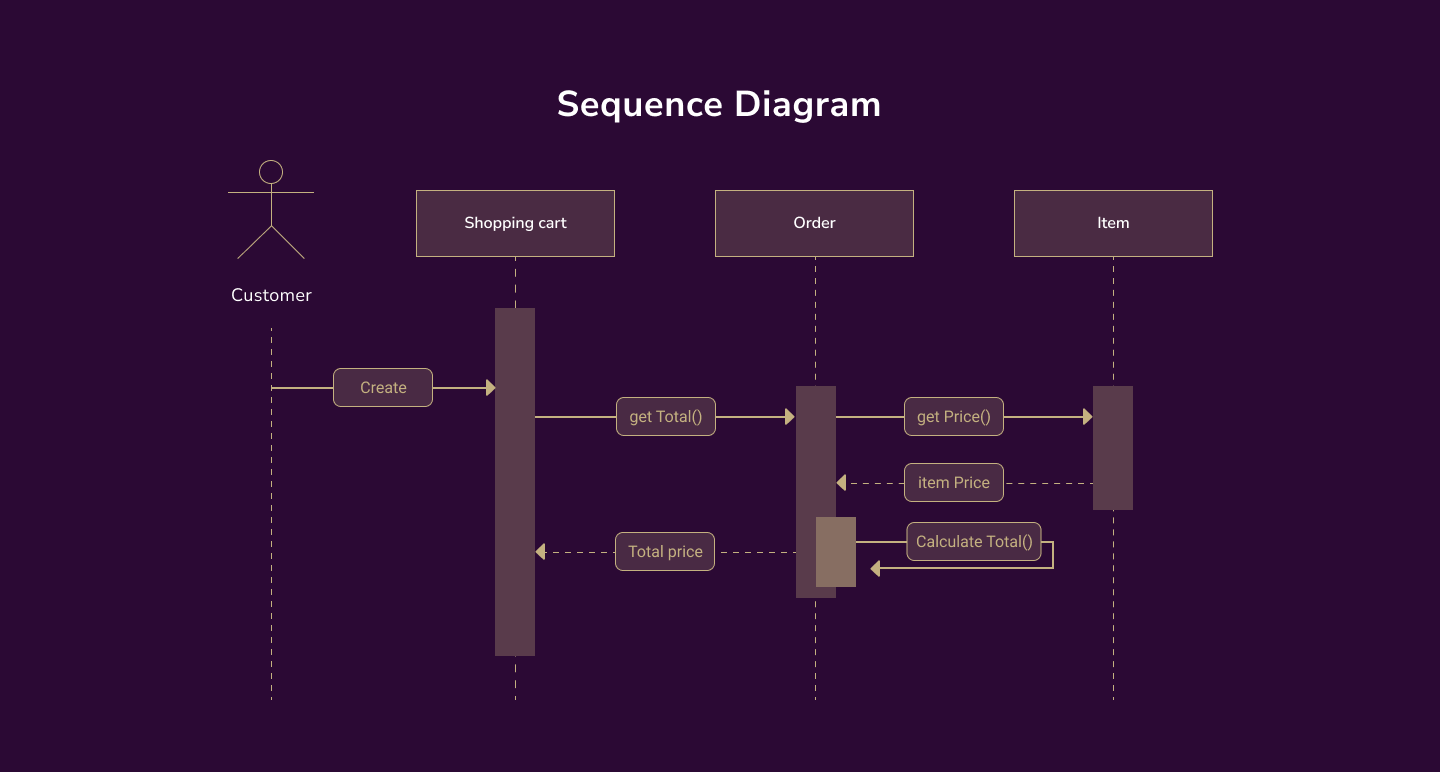 Sequence Diagram
Shopping cart
Order
Item
Customer
Create
get Total()
get Price()
item Price
Calculate Total()
Total price